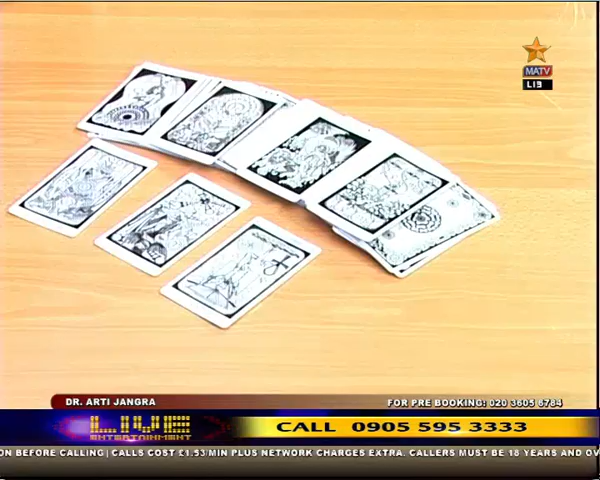 MATV
DR. ARTI JANGRA
FOR PRE BOOKING: 020 3605 6784
LIVE
ENTERTAINMENT
CALL 0905 595 3333
ON BEFORE CALLING | CALLS COST £1.53/MIN PLUS NETWORK CHARGES EXTRA. CALLERS MUST BE 18 YEARS AND OV